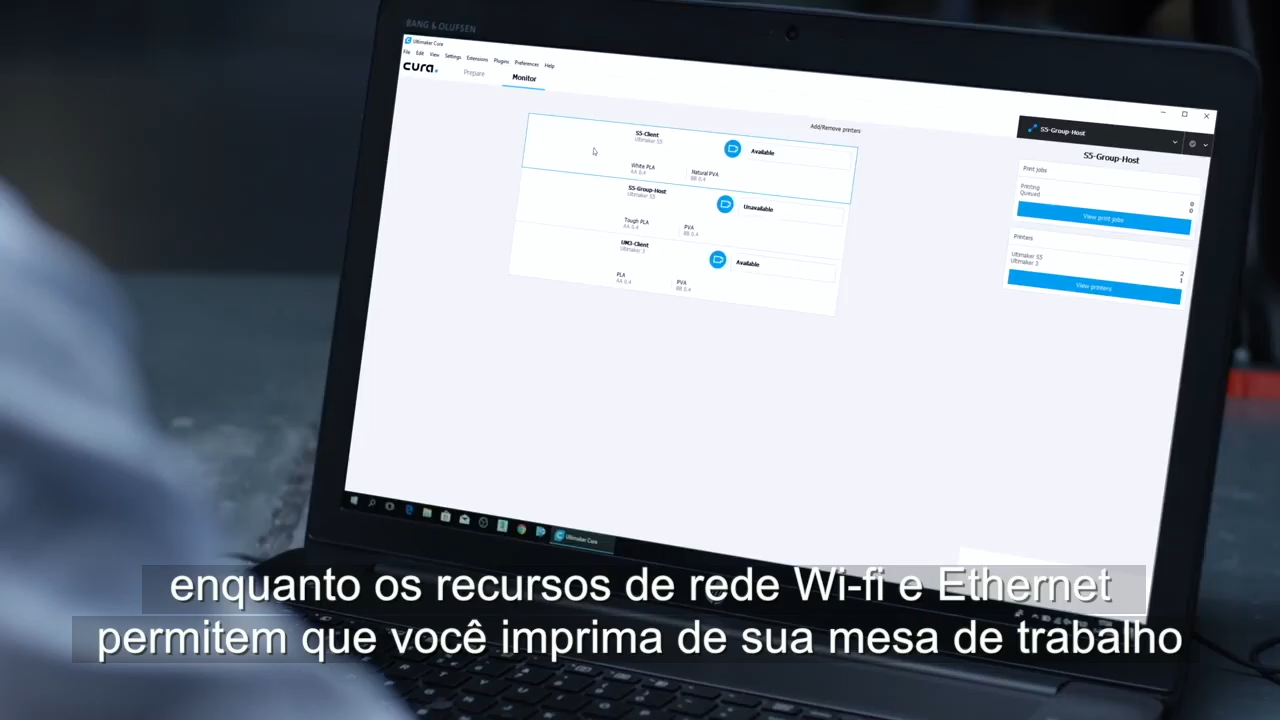 BANG & OLUFSEN
Ultimaker Cura
File Edit View Settings Extensions Plugins Preferences Help
cura.
Prepare
Monitor
Add/Remove printers
S5-Client
Ultimaker S5
Available
White PLA
AA 0.4
Natural PVA
BB 0.4
S5-Group-Host
Ultimaker S5
Unavailable
Tough PLA
AA 0.4
PVA
BB 0.4
UM3-Client
Ultimaker 3
Available
PLA
AA 0.4
PVA
BB 0.4
S5-Group-Host
S5-Group-Host
Print jobs
Printing 0
Queued 0
View print jobs
Printers
Ultimaker S5 2
Ultimaker 3 1
View printers
Ultimaker Cura
enquanto os recursos de rede Wi-fi e Ethernet
permitem que você imprima de sua mesa de trabalho